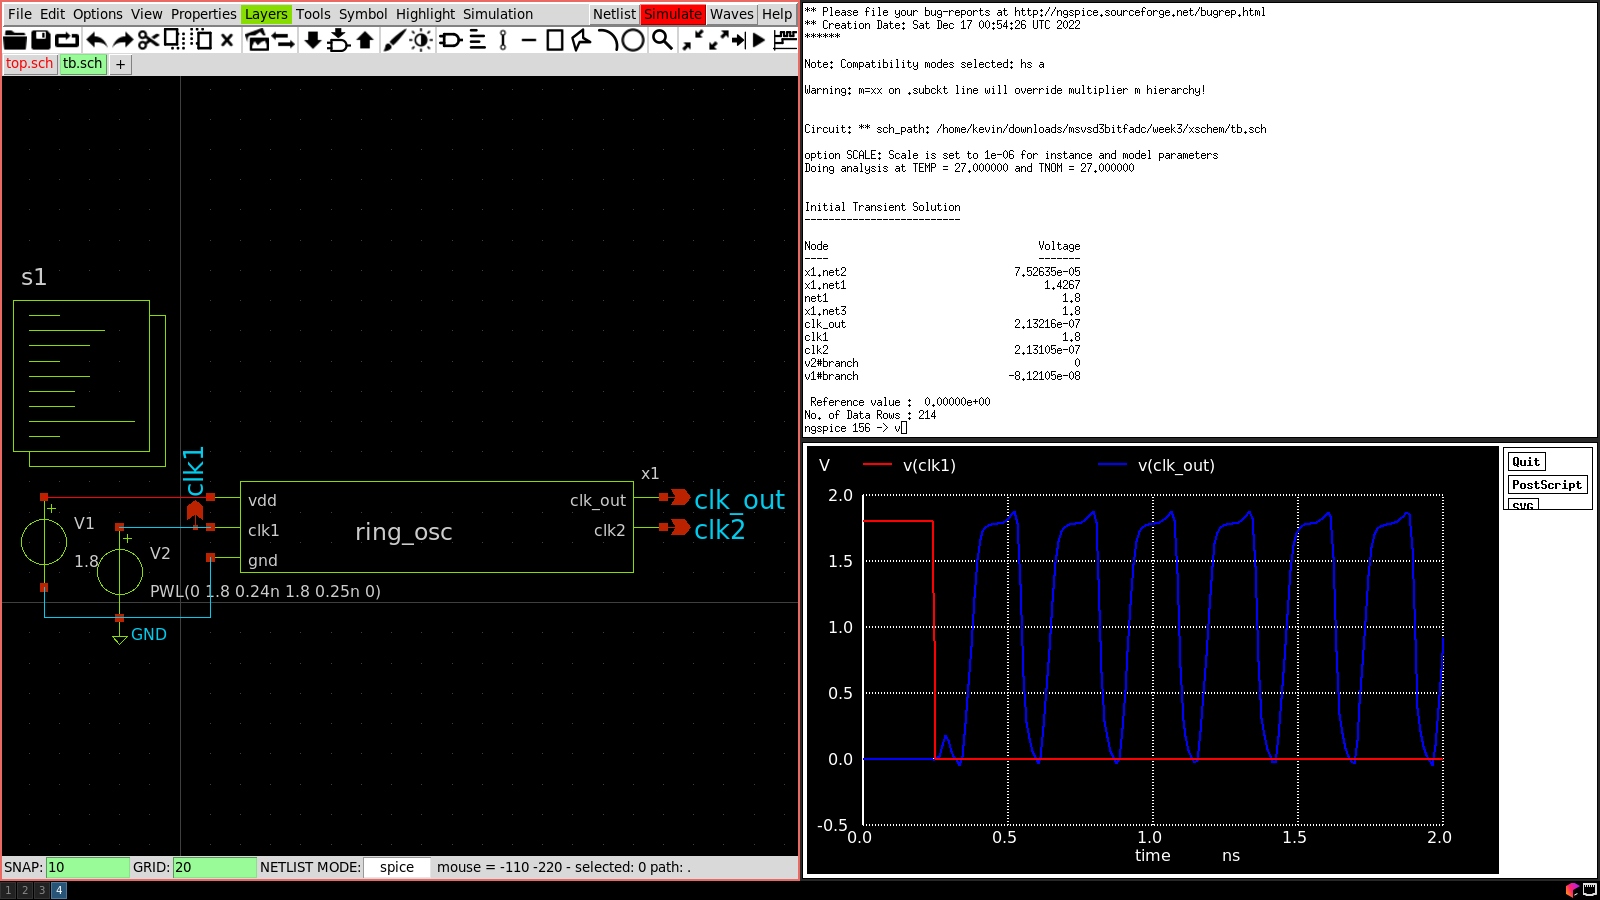 File Edit Options View Properties Layers Tools Symbol Highlight Simulation Netlist Simulate Waves Help
top.sch tb.sch +
s1
clk1
V1
1.8
V2
PWL(0 1.8 0.24n 1.8 0.25n 0)
GND
x1
vdd clk_out clk_out
clk1 ring_osc clk2 clk2
gnd
SNAP: 10 GRID: 20 NETLIST MODE: spice mouse = -110 -220 - selected: 0 path: .
1 2 3 4
** Please file your bug-reports at http://ngspice.sourceforge.net/bugrep.html
** Creation Date: Sat Dec 17 00:54:26 UTC 2022
******
Note: Compatibility modes selected: hs a
Warning: m=xx on .subckt line will override multiplier m hierarchy!
Circuit: ** sch_path: /home/kevin/downloads/msvsd3bitfadc/week3/xschem/tb.sch
option SCALE: Scale is set to 1e-06 for instance and model parameters
Doing analysis at TEMP = 27.000000 and TNOM = 27.000000
Initial Transient Solution
--------------------------
Node Voltage
---- -------
x1.net2 7.52635e-05
x1.net1 1.4267
net1 1.8
x1.net3 1.8
clk_out 2.13216e-07
clk1 1.8
clk2 2.13105e-07
v2#branch 0
v1#branch -8.12105e-08
Reference value : 0.00000e+00
No. of Data Rows : 214
ngspice 156 -> v
V v(clk1) v(clk_out)
2.0
1.5
1.0
0.5
0.0
-0.5
0.0 0.5 1.0 1.5 2.0
time ns
Quit
PostScript
SVG